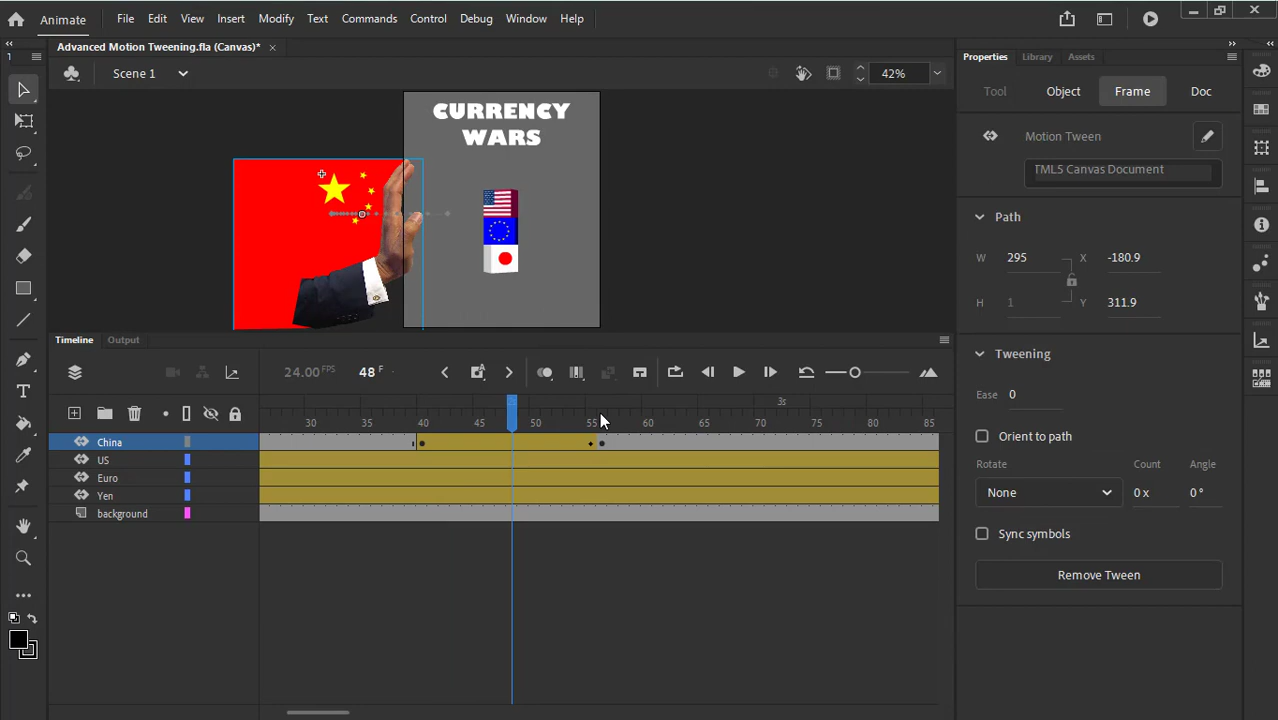 Animate File Edit View Insert Modify Text Commands Control Debug Window Help
Advanced Motion Tweening.fla (Canvas)* ×
1
Scene 1
42%
CURRENCY
WARS
Properties Library Assets
Tool Object Frame Doc
Motion Tween
TMLS Canvas Document
Path
W 295 X -180.9
H 1 Y 311.9
Tweening
Ease 0
Orient to path
Rotate Count Angle
None 0 x 0 °
Sync symbols
Remove Tween
Timeline Output
24.00 FPS 48 F
3s
30 35 40 45 50 55 60 65 70 75 80 85
China
US
Euro
Yen
background